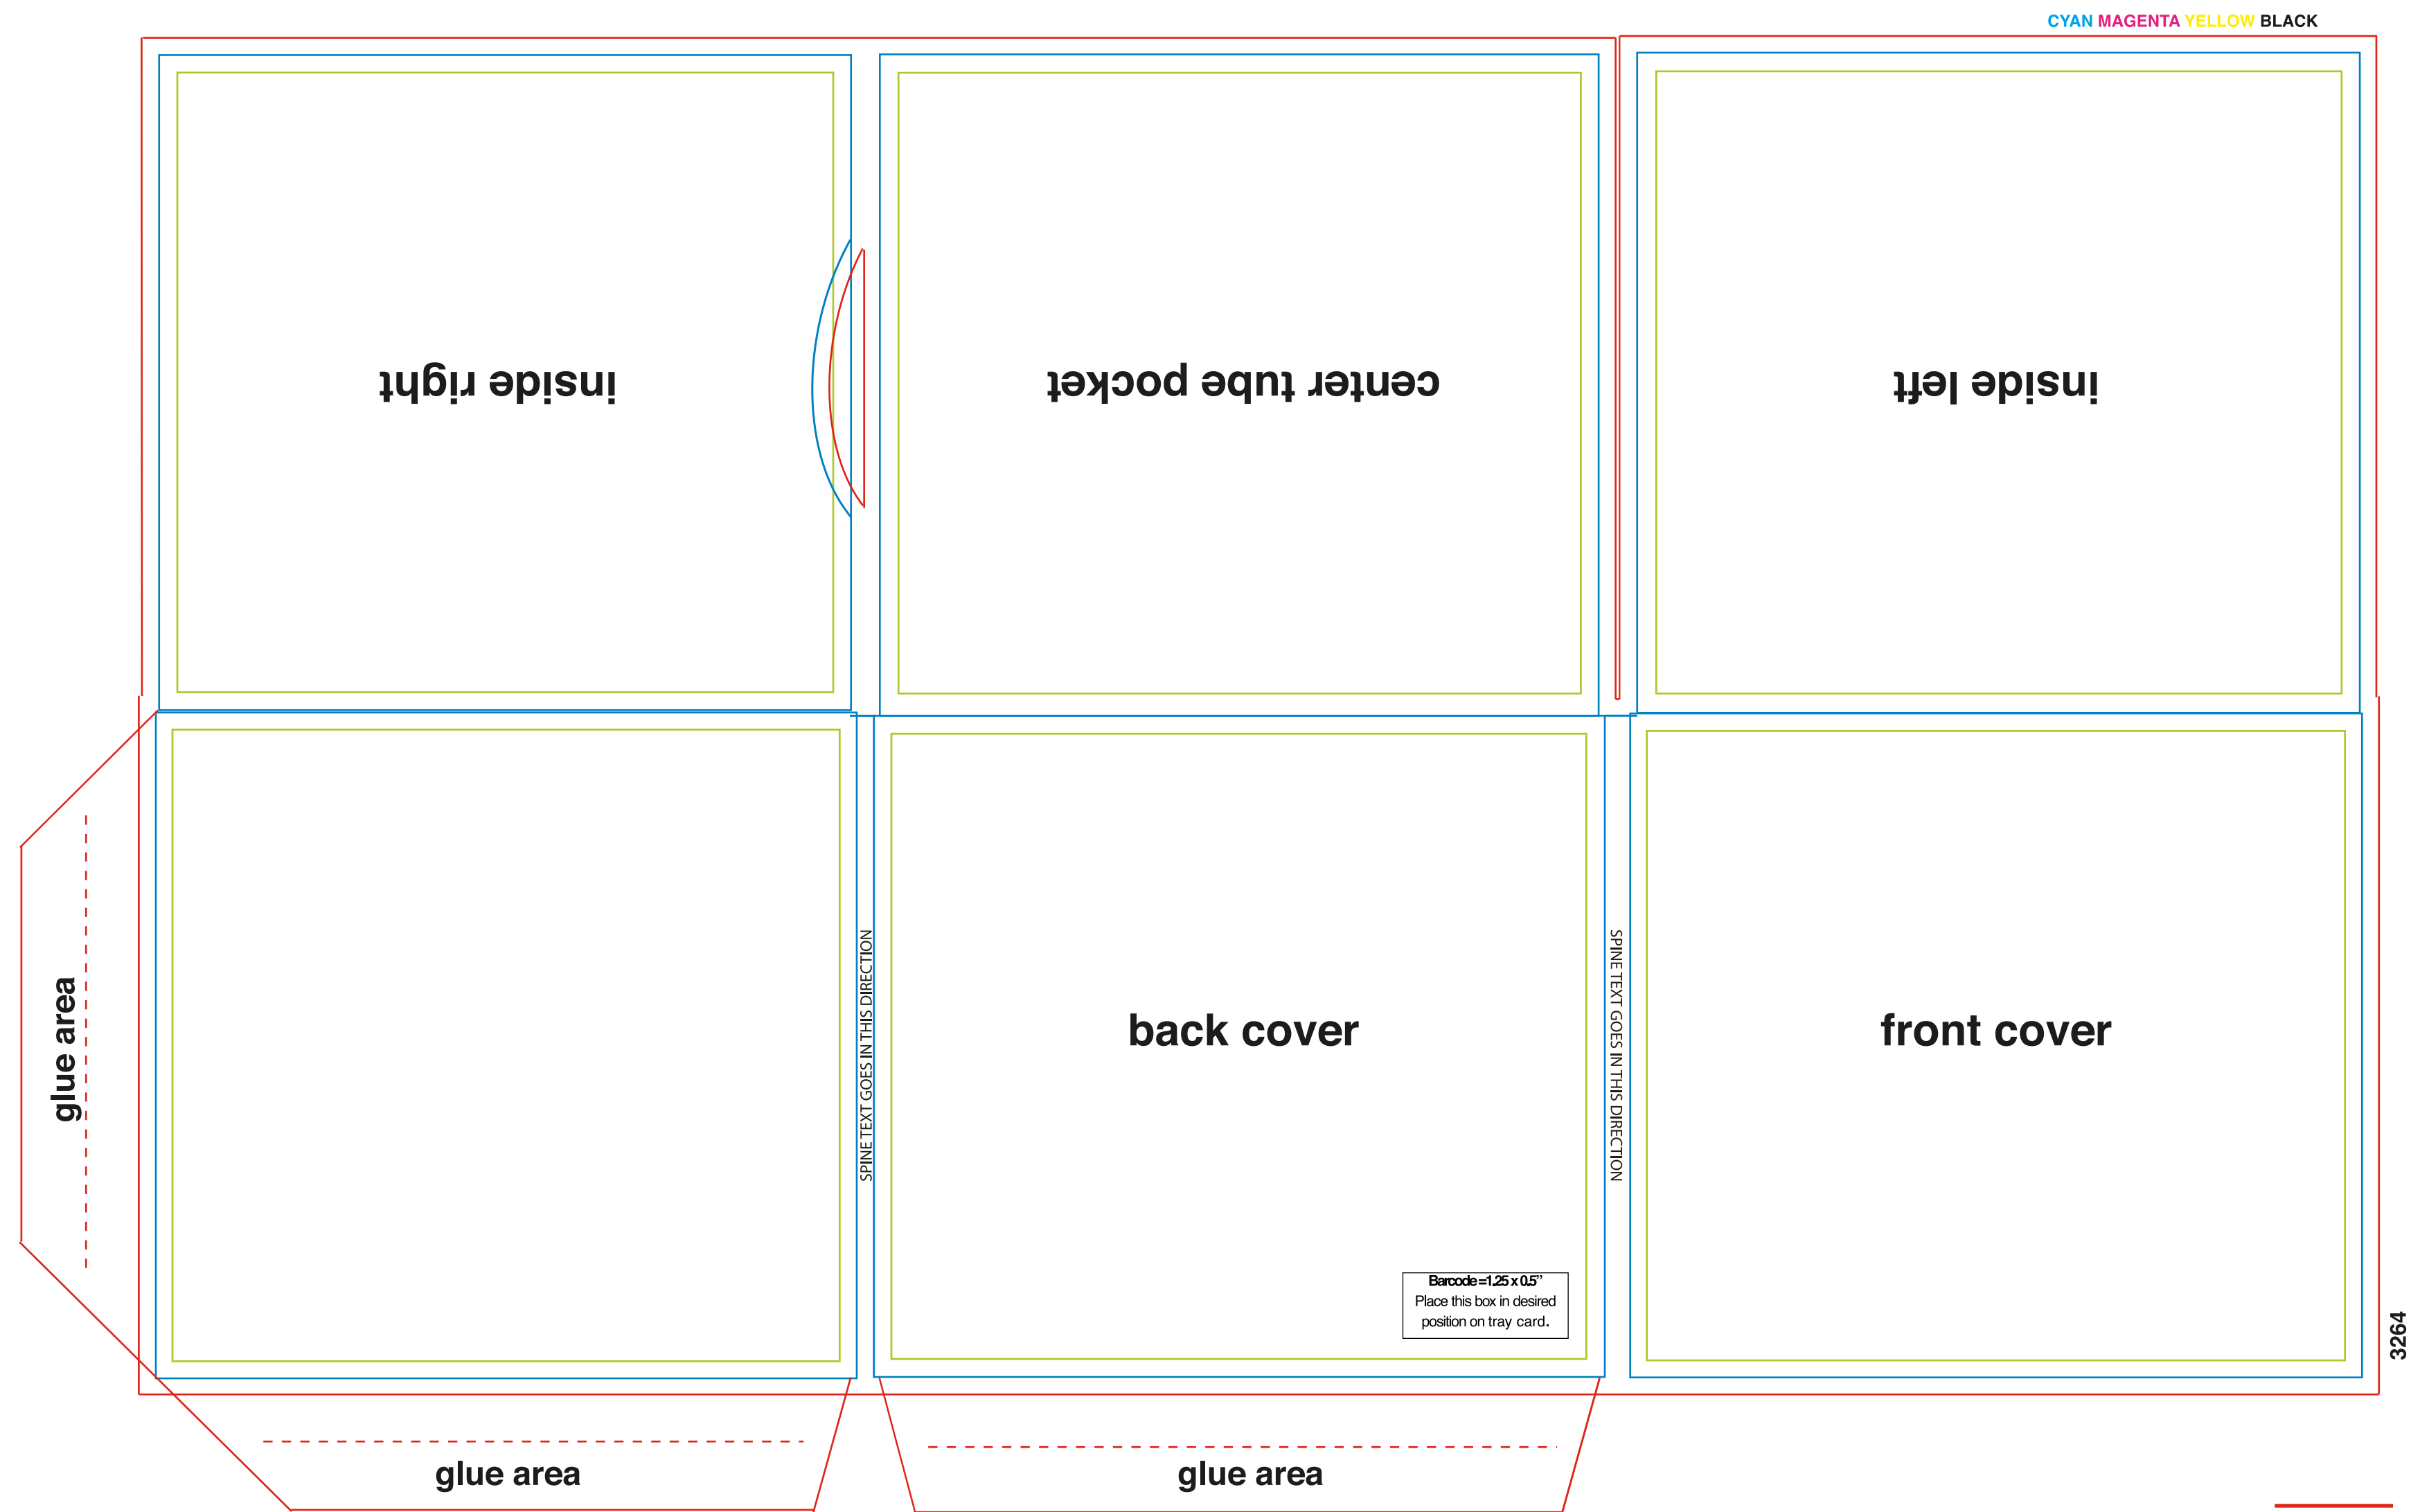 CYAN MAGENTA YELLOW BLACK
inside right
center tube pocket
inside left
glue area
SPINE TEXT GOES IN THIS DIRECTION
back cover
SPINE TEXT GOES IN THIS DIRECTION
front cover
Barcode=1.25 x 0.5”
Place this box in desired
position on tray card.
3264
glue area
glue area